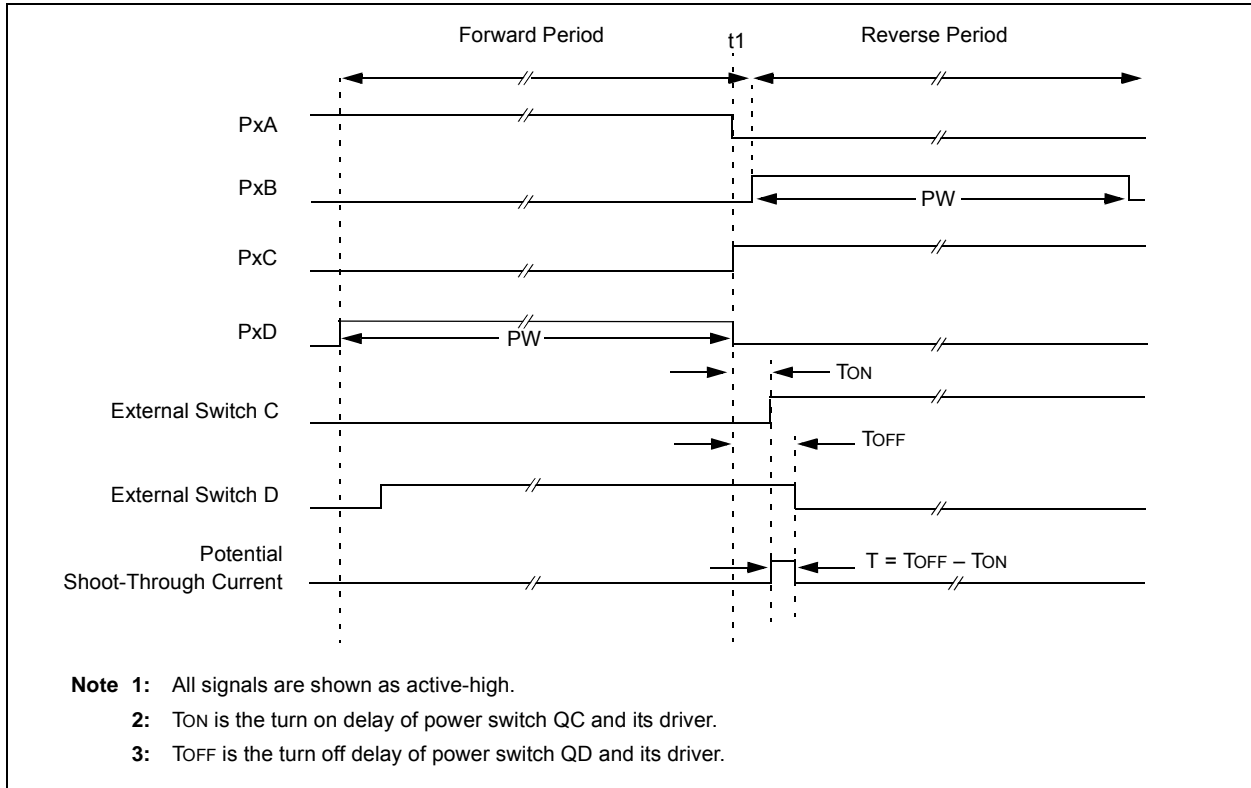 Forward Period
t1
Reverse Period
PxA
PxB
PW
PxC
PxD
PW
TON
External Switch C
TOFF
External Switch D
Potential
Shoot-Through Current
T = TOFF – TON
Note 1: All signals are shown as active-high.
2: TON is the turn on delay of power switch QC and its driver.
3: TOFF is the turn off delay of power switch QD and its driver.